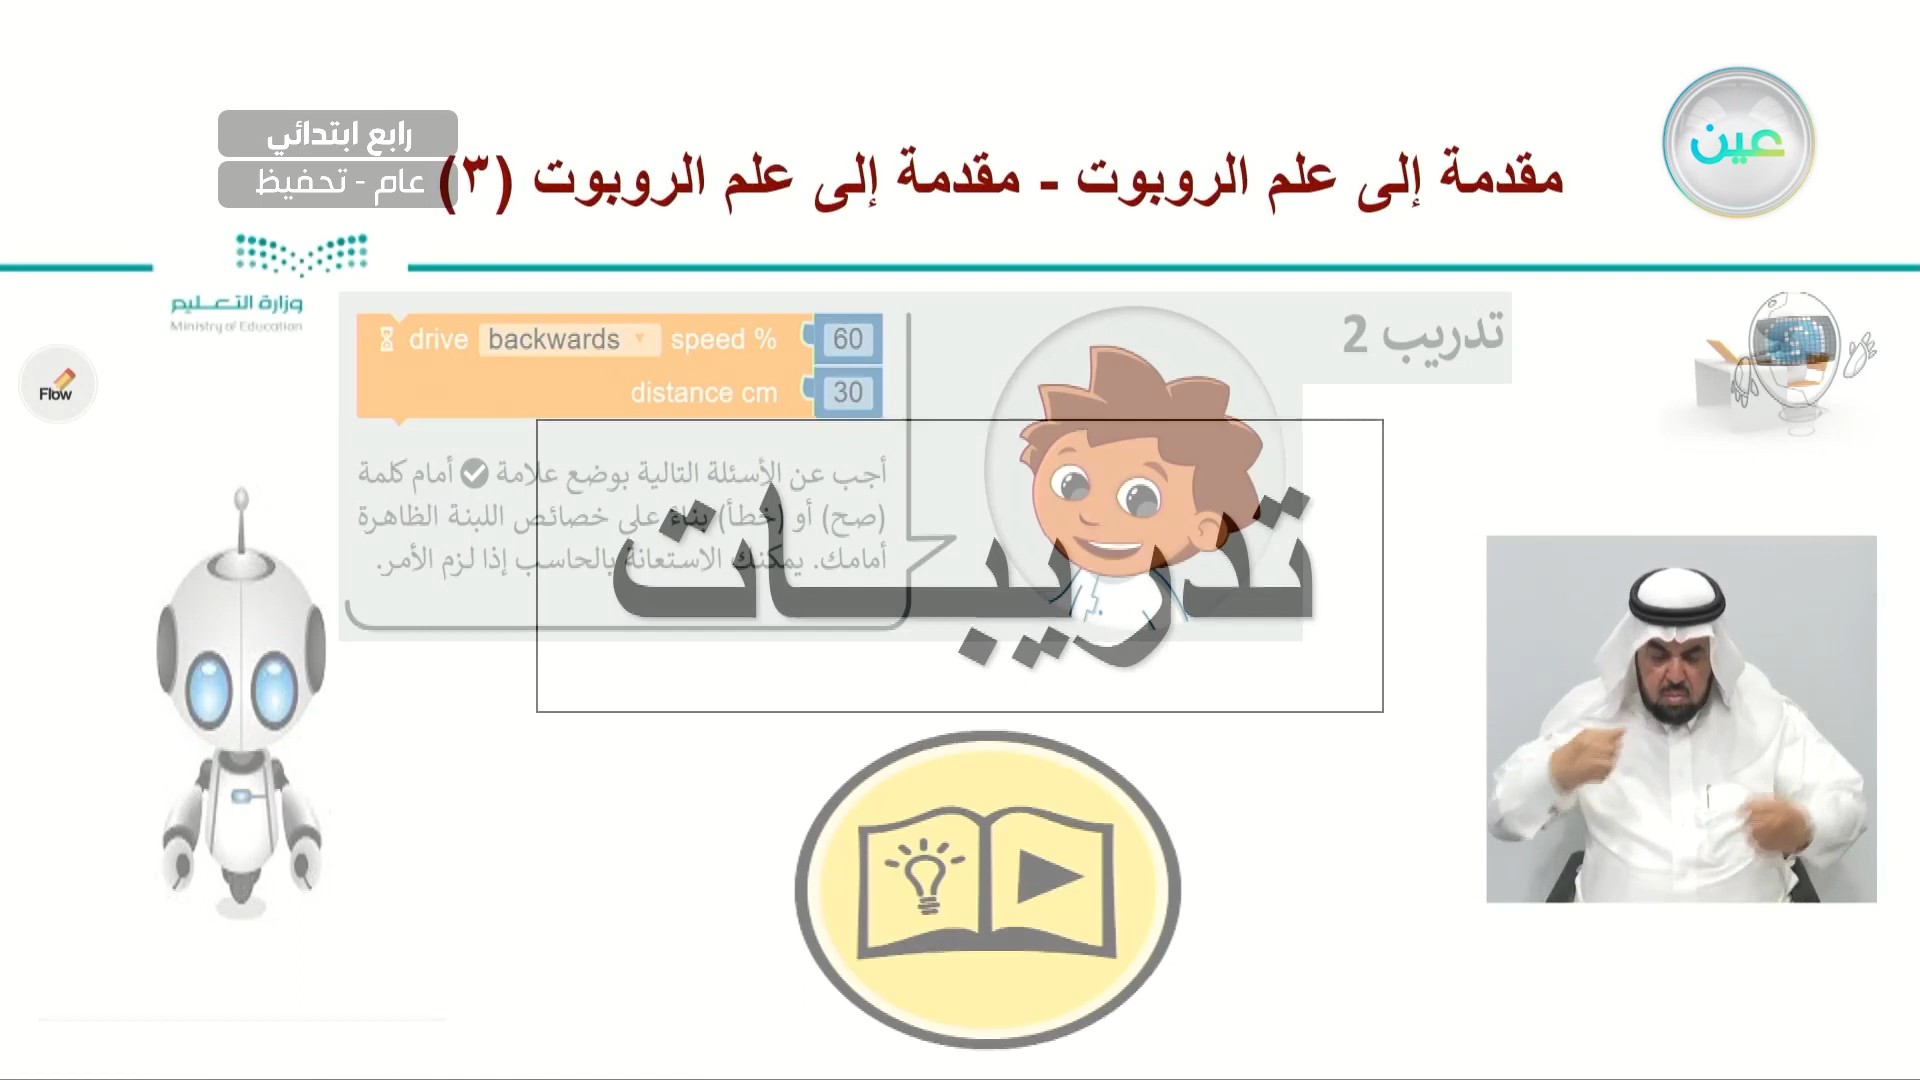 رابع ابتدائي
عام - تحفيظ
مقدمة إلى علم الروبوت - مقدمة إلى علم الروبوت (٣)
عين
وزارة التعليم
Ministry of Education
Flow
تدريب 2
drive backwards speed % 60
distance cm 30
أجب عن الأسئلة التالية بوضع علامة ✓ أمام كلمة
(صح) أو (خطأ) بناءً على خصائص اللبنة الظاهرة
أمامك. يمكنك الاستعانة بالحاسب إذا لزم الأمر.
تدريبـــات